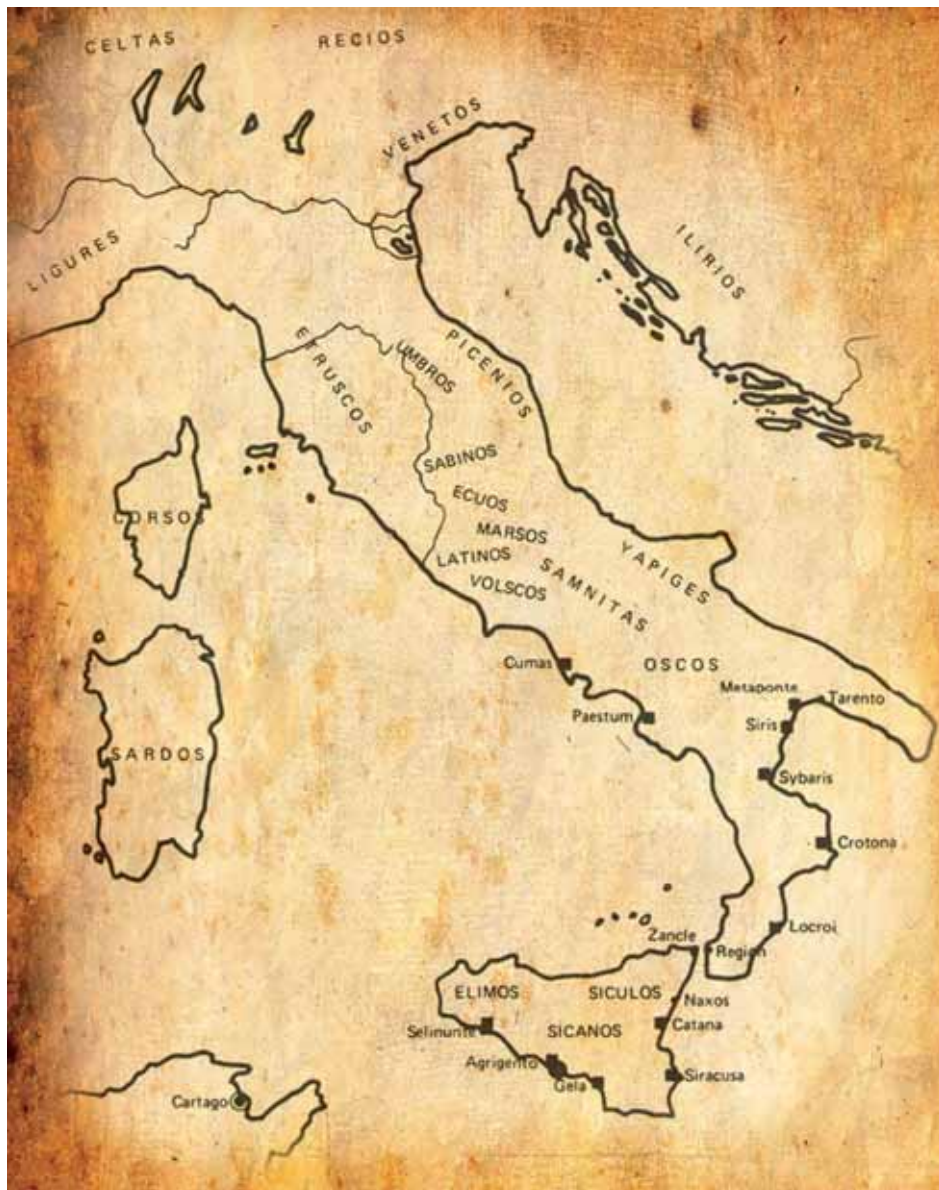 CELTAS
RECIOS
VENETOS
LIGURES
ILIRIOS
ETRUSCOS
UMBROS
PICENIOS
SABINOS
ECUOS
CORSOS
MARSOS
YAPIGES
LATINOS
SAMNITAS
VOLSCOS
Cumas
OSCOS
Metaponte
Tarento
Paestum
Siris
SARDOS
Sybaris
Crotona
Locroi
Zancle
Region
ELIMOS
SICULOS
Naxos
Selinunte
SICANOS
Catana
Agrigento
Gela
Siracusa
Cartago